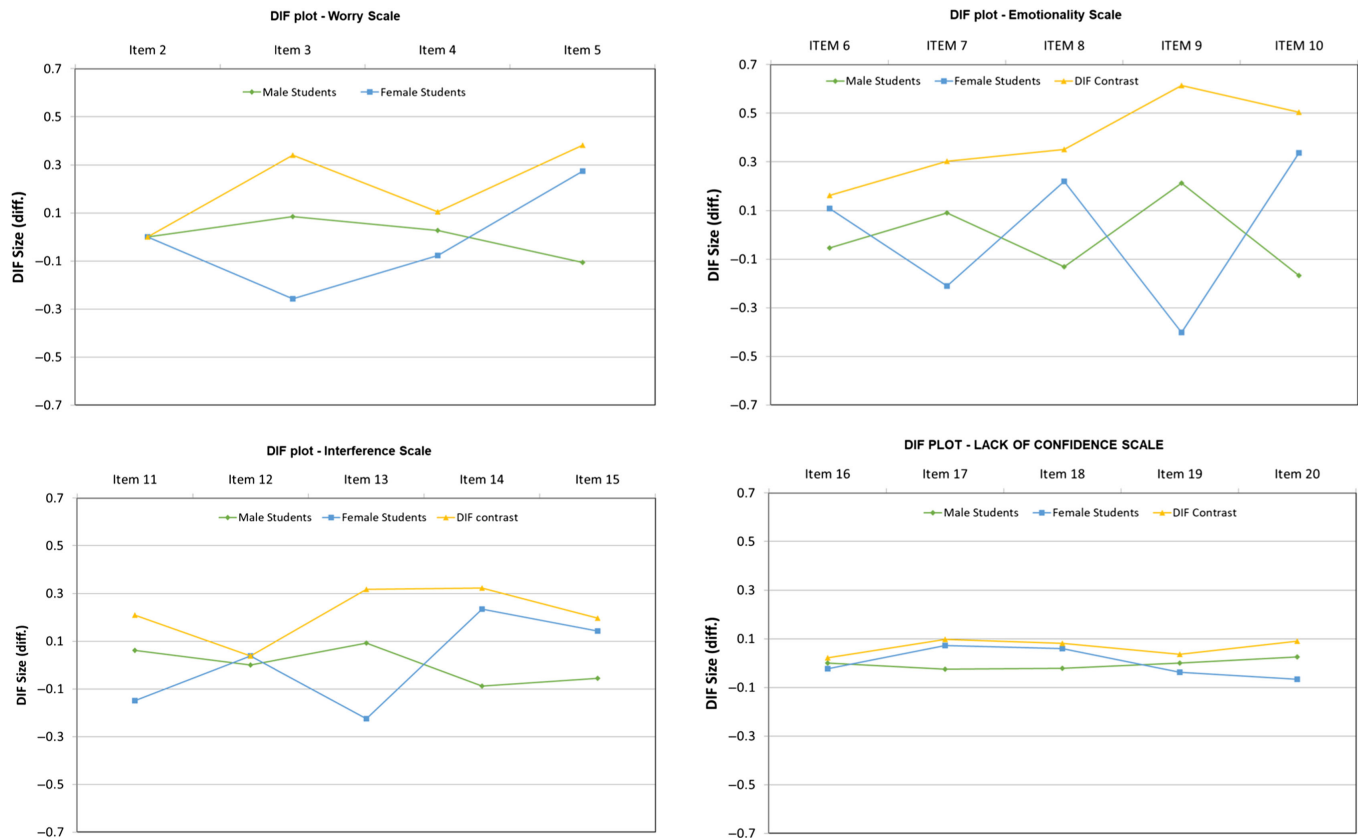 DIF plot - Worry Scale
Item 2 Item 3 Item 4 Item 5
Male Students Female Students
DIF Size (diff.)
0.7
0.5
0.3
0.1
−0.1
−0.3
−0.5
−0.7
DIF plot - Emotionality Scale
ITEM 6 ITEM 7 ITEM 8 ITEM 9 ITEM 10
Male Students Female Students DIF Contrast
DIF Size (diff.)
0.7
0.5
0.3
0.1
−0.1
−0.3
−0.5
−0.7
DIF plot - Interference Scale
Item 11 Item 12 Item 13 Item 14 Item 15
Male Students Female Students DIF contrast
DIF Size (diff.)
0.7
0.5
0.3
0.1
−0.1
−0.3
−0.5
−0.7
DIF PLOT - LACK OF CONFIDENCE SCALE
Item 16 Item 17 Item 18 Item 19 Item 20
Male Students Female Students DIF Contrast
DIF Size (diff.)
0.7
0.5
0.3
0.1
−0.1
−0.3
−0.5
−0.7